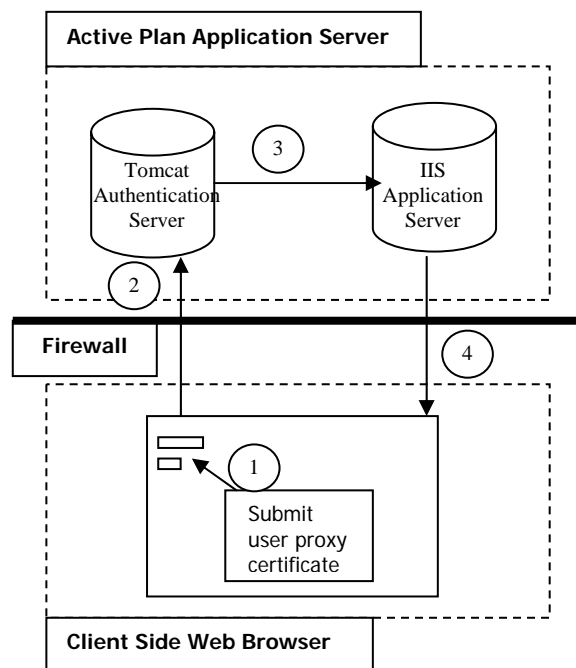 Active Plan Application Server
Tomcat
Authentication
Server
3
IIS
Application
Server
2
Firewall
4
1
Submit
user proxy
certificate
Client Side Web Browser